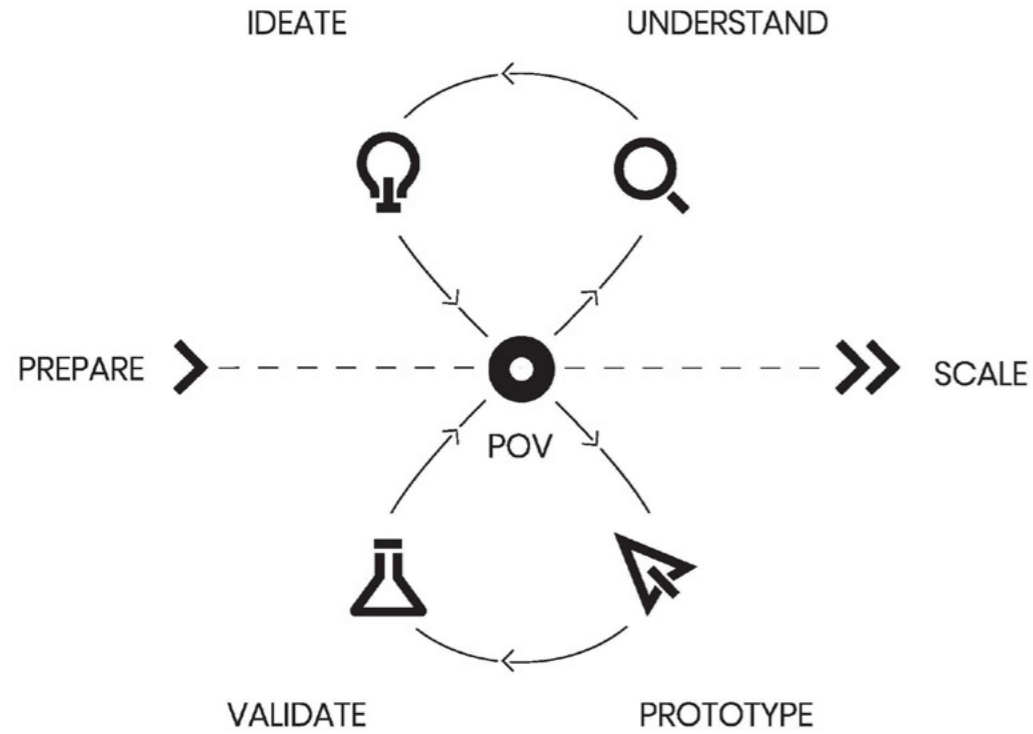 IDEATE
UNDERSTAND
PREPARE
SCALE
POV
VALIDATE
PROTOTYPE